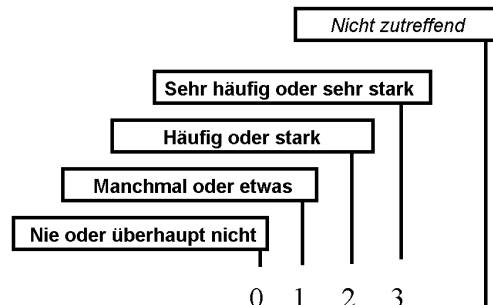 Nicht zutreffend
Sehr häufig oder sehr stark
Häufig oder stark
Manchmal oder etwas
Nie oder überhaupt nicht
0 1 2 3